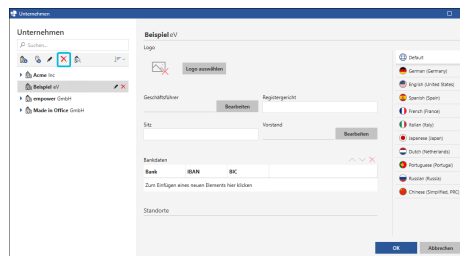 Unternehmen
Unternehmen
Suchen...
Acme Inc
Beispiel eV
empower GmbH
Made in Office GmbH
Beispiel eV
Logo
Logo auswählen
Geschäftsführer
Registergericht
Bearbeiten
Sitz
Vorstand
Bearbeiten
Bankdaten
Bank IBAN BIC
Zum Einfügen eines neuen Elements hier klicken
Standorte
Default
German (Germany)
English (United States)
Spanish (Spain)
French (France)
Italian (Italy)
Japanese (Japan)
Dutch (Netherlands)
Portuguese (Portugal)
Russian (Russia)
Chinese (Simplified, PRC)
OK
Abbrechen